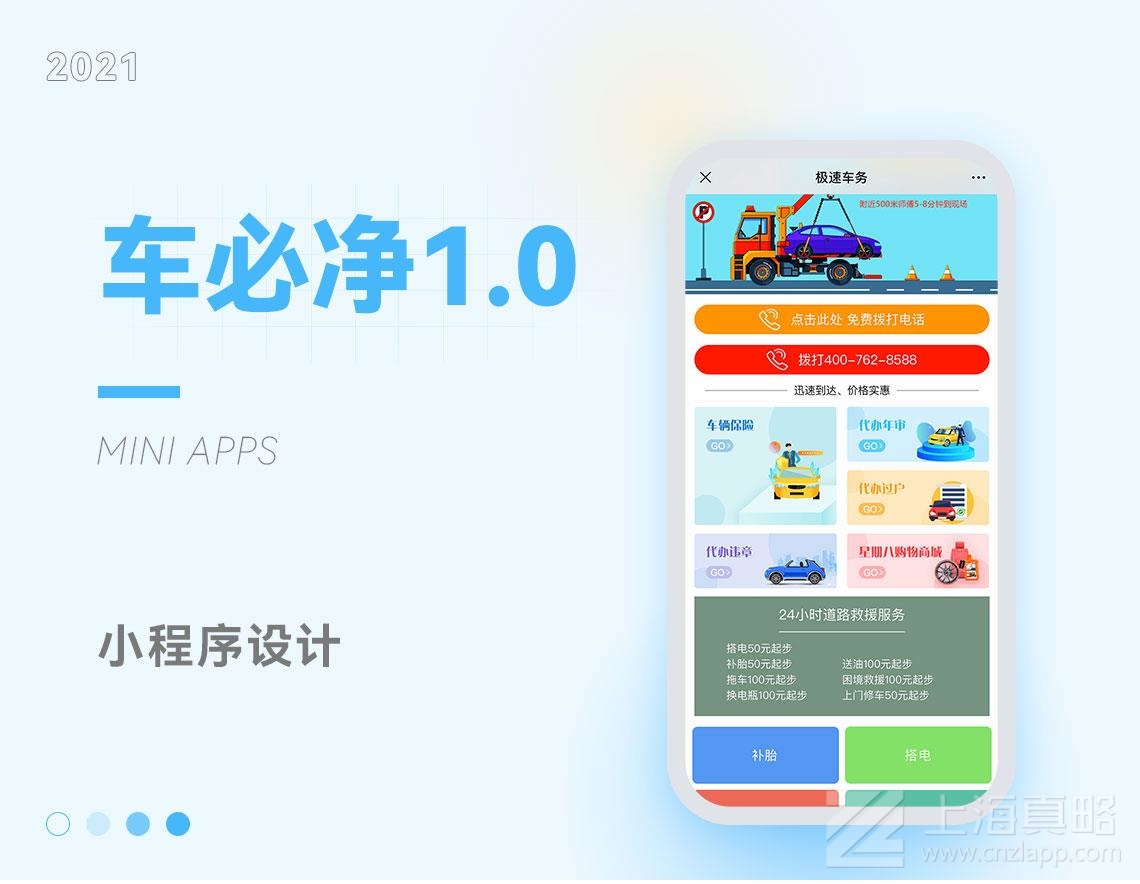 2021
车必净1.0
MINI APPS
小程序设计
极速车务
P
附近500米师傅5-8分钟到现场
点击此处 免费拨打电话
拨打400-762-8588
迅速到达、价格实惠
车辆保险
GO
代办年审
GO
代办过户
GO
代办违章
GO
星期八购物商城
GO
24小时道路救援服务
搭电50元起步
补胎50元起步 送油100元起步
拖车100元起步 困境救援100元起步
换电瓶100元起步 上门修车50元起步
补胎 搭电
上海真略
www.cnzlapp.com